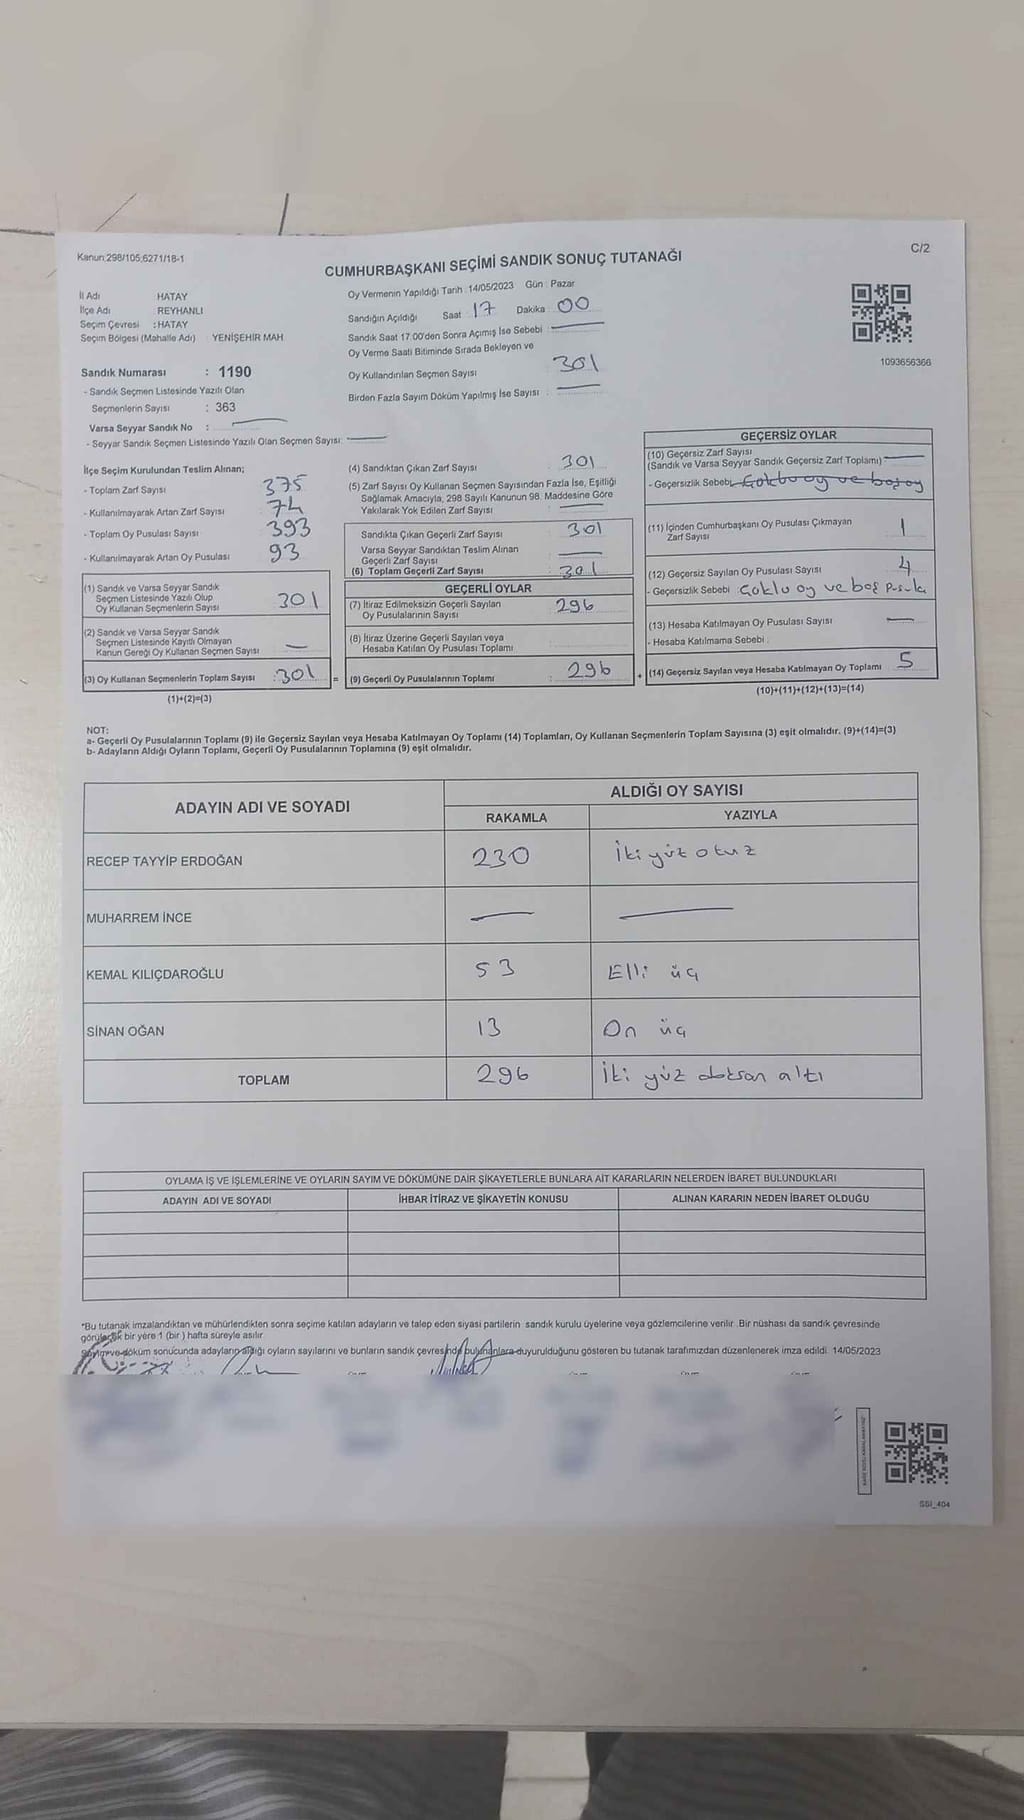 Kanun:298/105;6271/18-1
C/2
CUMHURBAŞKANI SEÇİMİ SANDIK SONUÇ TUTANAĞI
İl Adı HATAY
İlçe Adı REYHANLI
Seçim Çevresi :HATAY
Seçim Bölgesi (Mahalle Adı) YENİŞEHİR MAH
Sandık Numarası : 1190
- Sandık Seçmen Listesinde Yazılı Olan
Seçmenlerin Sayısı : 363
Varsa Seyyar Sandık No :
- Seyyar Sandık Seçmen Listesinde Yazılı Olan Seçmen Sayısı:
Oy Vermenin Yapıldığı Tarih :14/05/2023 Gün : Pazar
Sandığın Açıldığı Saat 17 Dakika 00
Sandık Saat 17.00'den Sonra Açımış İse Sebebi :
Oy Verme Saati Bitiminde Sırada Bekleyen ve
Oy Kullandırılan Seçmen Sayısı 301
Birden Fazla Sayım Döküm Yapılmış İse Sayısı :
1093656366
İlçe Seçim Kurulundan Teslim Alınan;
- Toplam Zarf Sayısı 375
- Kullanılmayarak Artan Zarf Sayısı 74
- Toplam Oy Pusulası Sayısı 393
- Kullanılmayarak Artan Oy Pusulası 93
(1) Sandık ve Varsa Seyyar Sandık
Seçmen Listesinde Yazılı Olup
Oy Kullanan Seçmenlerin Sayısı 301
(2) Sandık ve Varsa Seyyar Sandık
Seçmen Listesinde Kayıtlı Olmayan
Kanun Gereği Oy Kullanan Seçmen Sayısı —
(3) Oy Kullanan Seçmenlerin Toplam Sayısı :301
(1)+(2)=(3)
(4) Sandıktan Çıkan Zarf Sayısı 301
(5) Zarf Sayısı Oy Kullanan Seçmen Sayısından Fazla İse, Eşitliği
Sağlamak Amacıyla, 298 Sayılı Kanunun 98. Maddesine Göre
Yakılarak Yok Edilen Zarf Sayısı —
Sandıkta Çıkan Geçerli Zarf Sayısı 301
Varsa Seyyar Sandıktan Teslim Alınan
Geçerli Zarf Sayısı —
(6) Toplam Geçerli Zarf Sayısı 301
GEÇERLİ OYLAR
(7) İtiraz Edilmeksizin Geçerli Sayılan
Oy Pusulalarının Sayısı 296
(8) İtiraz Üzerine Geçerli Sayılan veya
Hesaba Katılan Oy Pusulası Toplamı
= (9) Geçerli Oy Pusulalarının Toplamı 296
GEÇERSİZ OYLAR
(10) Geçersiz Zarf Sayısı
(Sandık ve Varsa Seyyar Sandık Geçersiz Zarf Toplamı) —
- Geçersizlik Sebebi Çoklu oy ve boş oy
(11) İçinden Cumhurbaşkanı Oy Pusulası Çıkmayan
Zarf Sayısı 1
(12) Geçersiz Sayılan Oy Pusulası Sayısı 4
- Geçersizlik Sebebi Çoklu oy ve boş pusula
(13) Hesaba Katılmayan Oy Pusulası Sayısı —
- Hesaba Katılmama Sebebi :
+ (14) Geçersiz Sayılan veya Hesaba Katılmayan Oy Toplamı 5
(10)+(11)+(12)+(13)=(14)
NOT:
a- Geçerli Oy Pusulalarının Toplamı (9) ile Geçersiz Sayılan veya Hesaba Katılmayan Oy Toplamı (14) Toplamları, Oy Kullanan Seçmenlerin Toplam Sayısına (3) eşit olmalıdır. (9)+(14)=(3)
b- Adayların Aldığı Oyların Toplamı, Geçerli Oy Pusulalarının Toplamına (9) eşit olmalıdır.
ADAYIN ADI VE SOYADI ALDIĞI OY SAYISI
RAKAMLA YAZIYLA
RECEP TAYYİP ERDOĞAN 230 İki yüz otuz
MUHARREM İNCE — —
KEMAL KILIÇDAROĞLU 53 Elli üç
SİNAN OĞAN 13 On üç
TOPLAM 296 İki yüz doksan altı
OYLAMA İŞ VE İŞLEMLERİNE VE OYLARIN SAYIM VE DÖKÜMÜNE DAİR ŞİKAYETLERLE BUNLARA AİT KARARLARIN NELERDEN İBARET BULUNDUKLARI
ADAYIN ADI VE SOYADI İHBAR İTİRAZ VE ŞİKAYETİN KONUSU ALINAN KARARIN NEDEN İBARET OLDUĞU
*Bu tutanak imzalandıktan ve mühürlendikten sonra seçime katılan adayların ve talep eden siyasi partilerin sandık kurulu üyelerine veya gözlemcilerine verilir. Bir nüshası da sandık çevresinde
görülecek bir yere 1 (bir) hafta süreyle asılır.
Sayım ve döküm sonucunda adayların aldığı oyların sayılarını ve bunların sandık çevresinde bulunanlara duyurulduğunu gösteren bu tutanak tarafımızdan düzenlenerek imza edildi. 14/05/2023
SSI_404